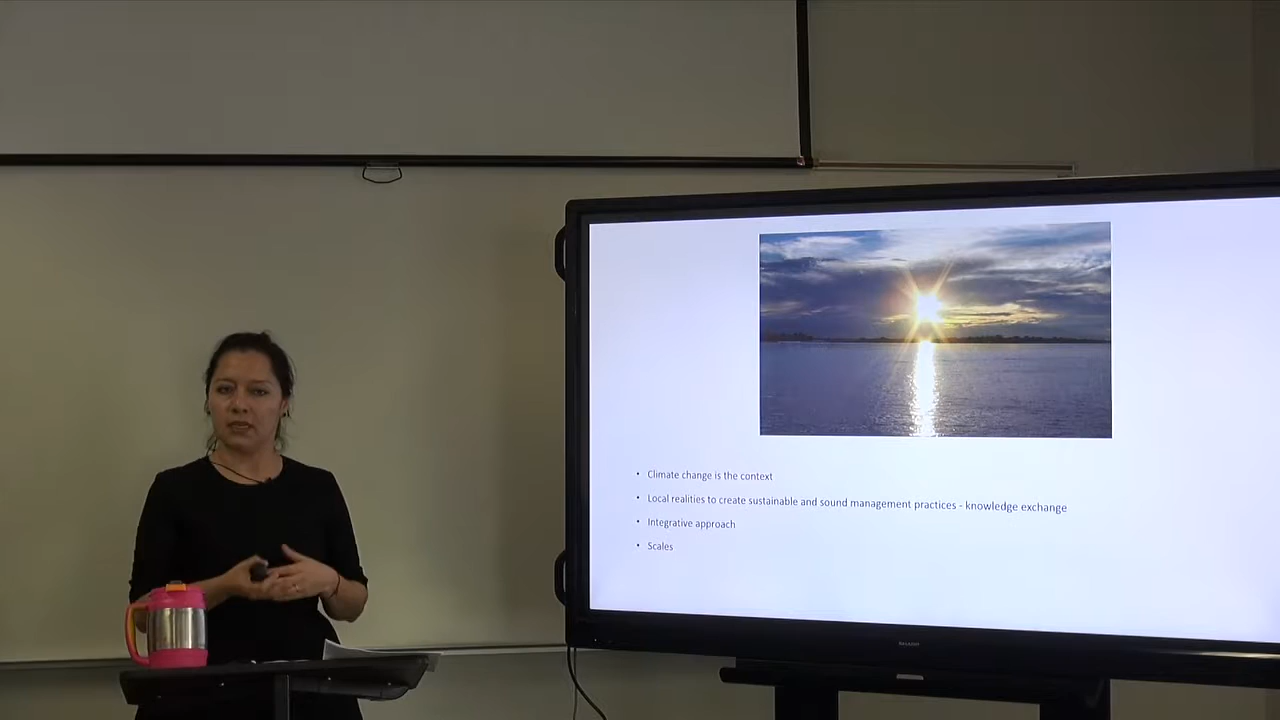 • Climate change is the context
• Local realities to create sustainable and sound management practices - knowledge exchange
• Integrative approach
• Scales
SHARP